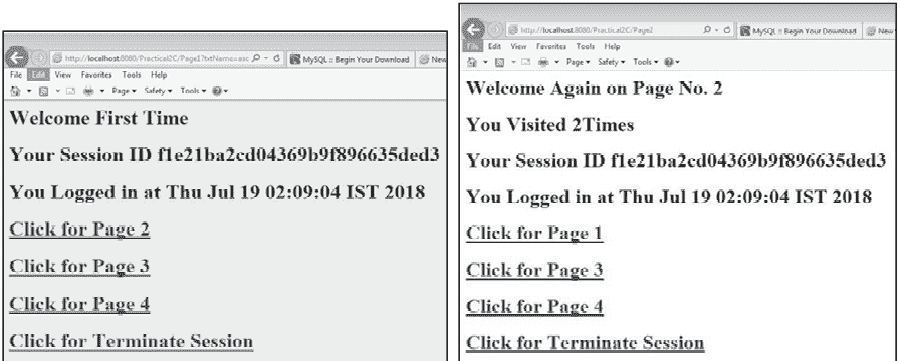 http://localhost:8080/Practical2C/Page1?txtName=asc
MySQL :: Begin Your Download
New
File Edit View Favorites Tools Help
Page Safety Tools
Welcome First Time
Your Session ID f1e21ba2cd04369b9f896635ded3
You Logged in at Thu Jul 19 02:09:04 IST 2018
Click for Page 2
Click for Page 3
Click for Page 4
Click for Terminate Session
http://localhost:8080/Practical2C/Page2
MySQL :: Begin Your Download
New
File Edit View Favorites Tools Help
Page Safety Tools
Welcome Again on Page No. 2
You Visited 2Times
Your Session ID f1e21ba2cd04369b9f896635ded3
You Logged in at Thu Jul 19 02:09:04 IST 2018
Click for Page 1
Click for Page 3
Click for Page 4
Click for Terminate Session